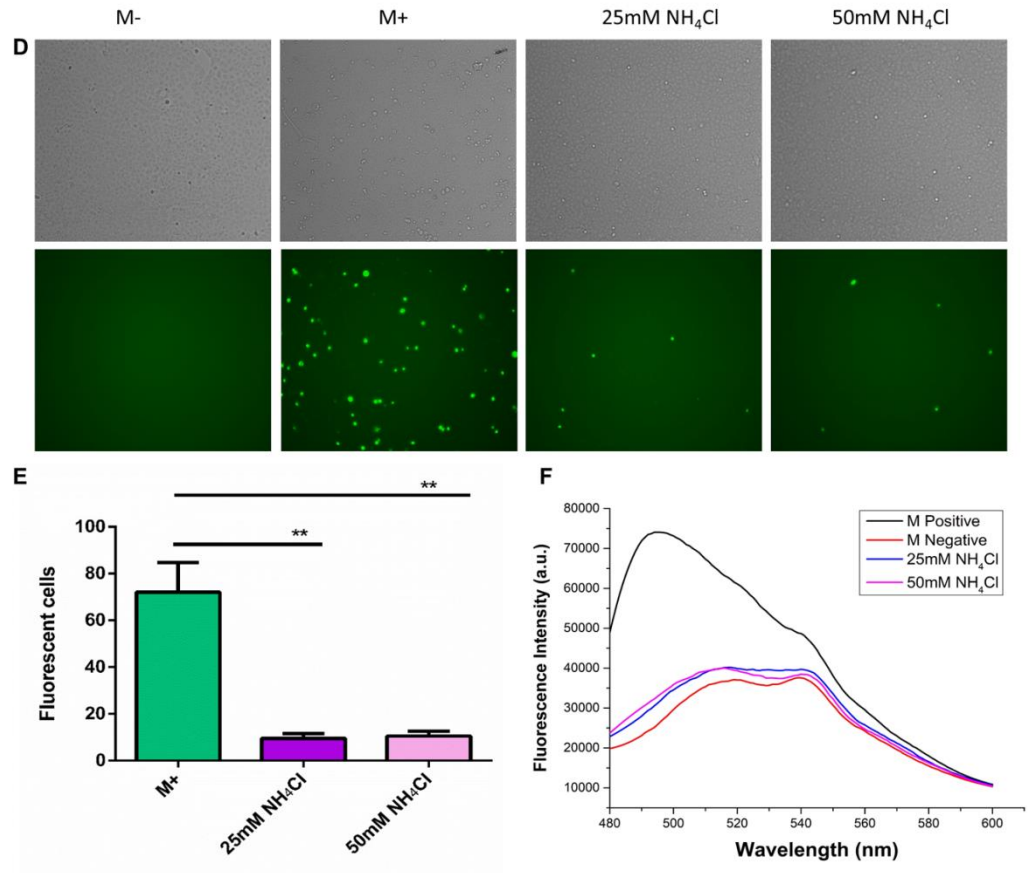 M-
M+
25mM NH₄Cl
50mM NH₄Cl
D
E
**
**
Fluorescent cells
100
80
60
40
20
0
M+
25mM NH₄Cl
50mM NH₄Cl
F
Fluorescence Intensity (a.u.)
80000
70000
60000
50000
40000
30000
20000
10000
M Positive
M Negative
25mM NH₄Cl
50mM NH₄Cl
480 500 520 540 560 580 600
Wavelength (nm)